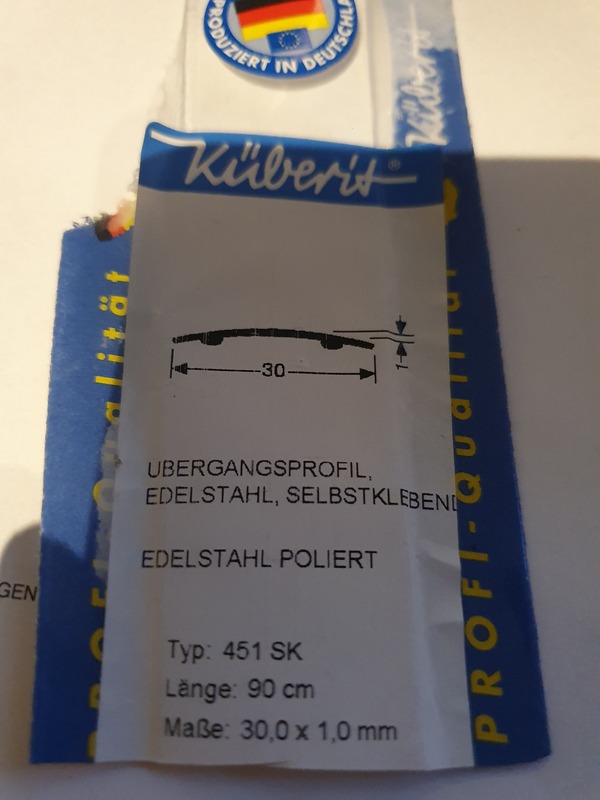 PRODUZIERT IN DEUTSCHLA
Küberit
Küberit®
30
1
UBERGANGSPROFIL,
EDELSTAHL, SELBSTKLEBEND
EDELSTAHL POLIERT
Typ: 451 SK
Länge: 90 cm
Maße: 30,0 x 1,0 mm
PROFI-Qualität
PROFI-Qualität
GEN